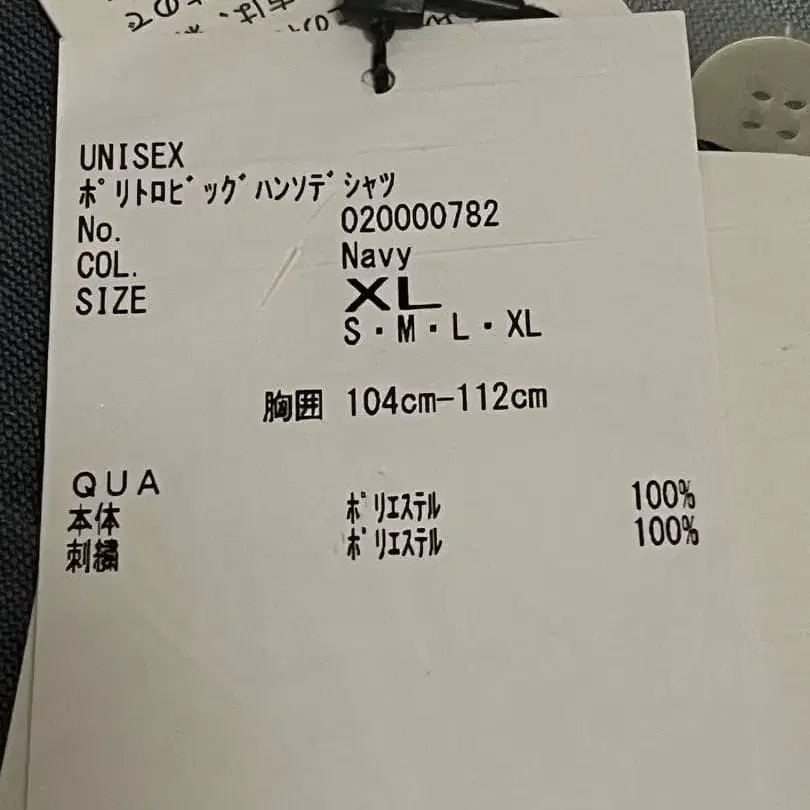 UNISEX
ﾎﾟﾘﾄﾛﾋﾞｯｸﾞﾊﾝｿﾃﾞｼｬﾂ
No. 020000782
COL. Navy
SIZE XL
S・M・L・XL
胸囲 104cm-112cm
QUA
本体 ﾎﾟﾘｴｽﾃﾙ 100%
刺繍 ﾎﾟﾘｴｽﾃﾙ 100%